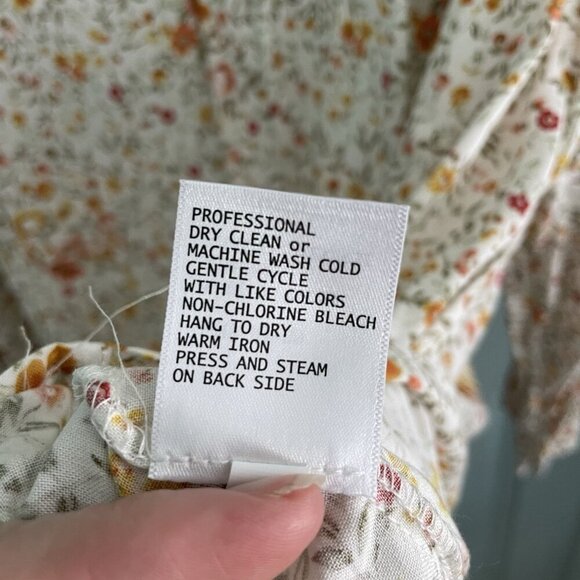 PROFESSIONAL
DRY CLEAN or
MACHINE WASH COLD
GENTLE CYCLE
WITH LIKE COLORS
NON-CHLORINE BLEACH
HANG TO DRY
WARM IRON
PRESS AND STEAM
ON BACK SIDE